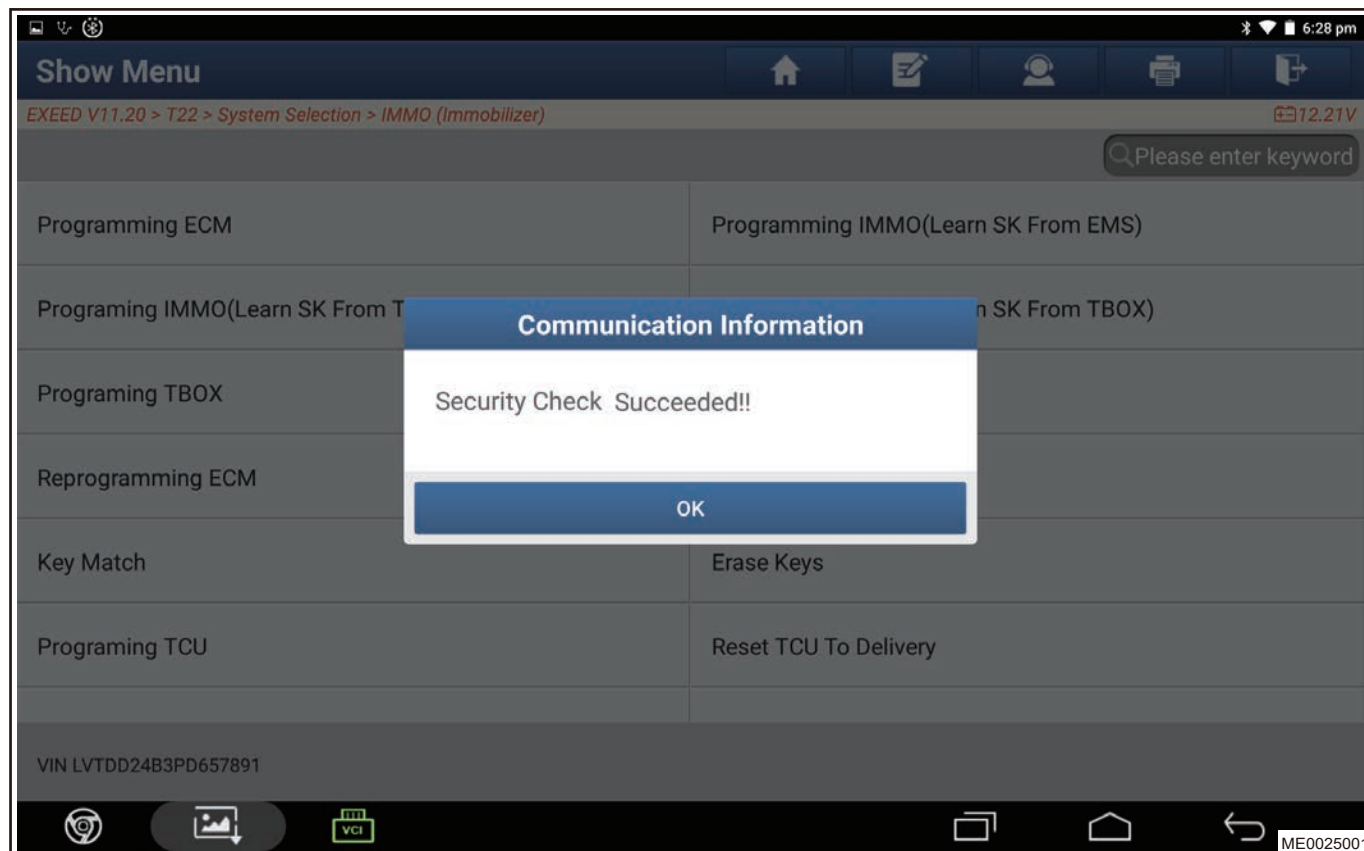 6:28 pm
Show Menu
EXEED V11.20 > T22 > System Selection > IMMO (Immobilizer)
12.21V
Please enter keyword
Programming ECM
Programming IMMO(Learn SK From EMS)
Programing IMMO(Learn SK From T
n SK From TBOX)
Communication Information
Programing TBOX
Security Check Succeeded!!
Reprogramming ECM
OK
Key Match
Erase Keys
Programing TCU
Reset TCU To Delivery
VIN LVTDD24B3PD657891
VCI
ME0025001